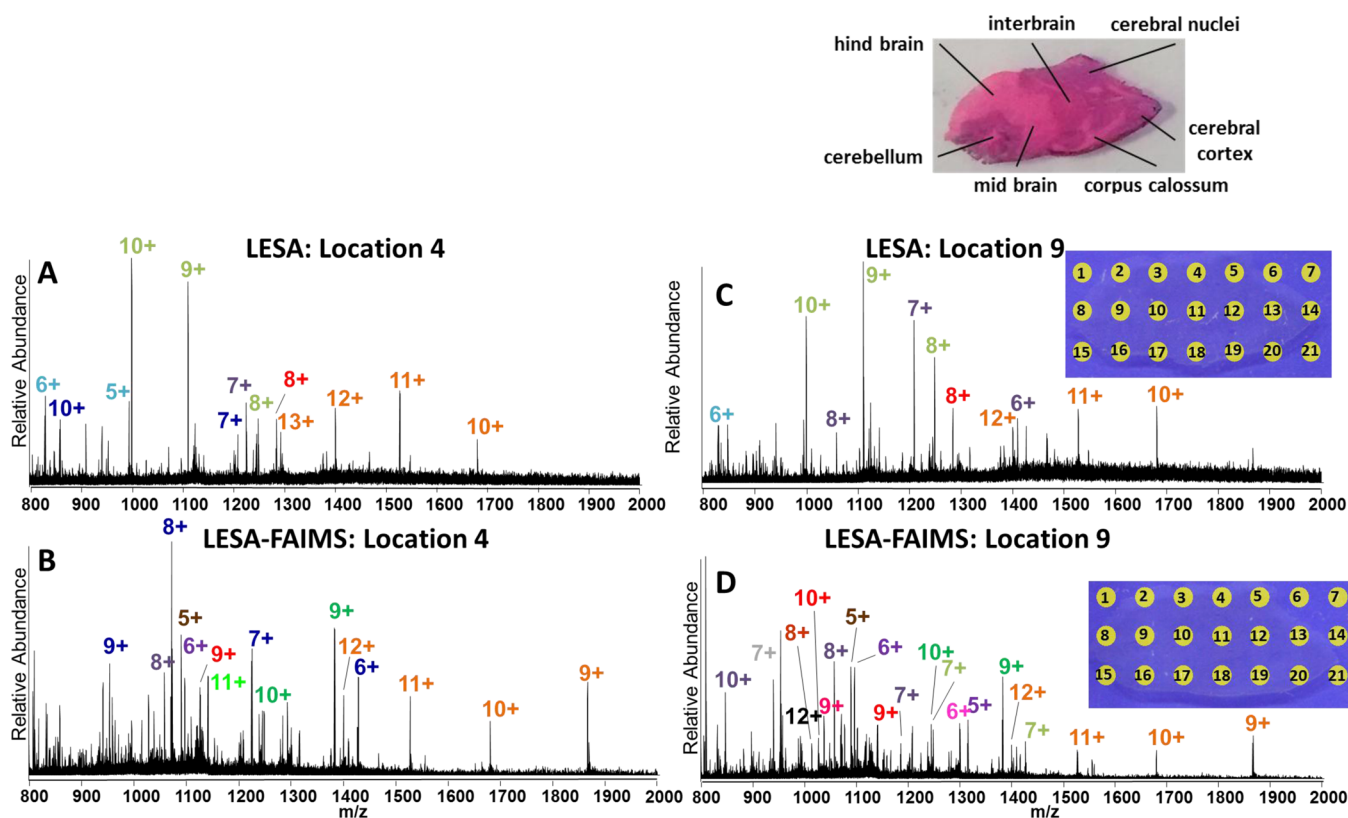 interbrain
cerebral nuclei
hind brain
cerebral
cortex
cerebellum
mid brain
corpus calossum
LESA: Location 4
A
Relative Abundance
10+
9+
6+
10+
5+
7+
7+
8+
8+
13+
12+
11+
10+
800 900 1000 1100 1200 1300 1400 1500 1600 1700 1800 1900 2000
LESA: Location 9
C
Relative Abundance
9+
10+
7+
8+
6+
8+
8+
12+
6+
11+
10+
1 2 3 4 5 6 7
8 9 10 11 12 13 14
15 16 17 18 19 20 21
800 900 1000 1100 1200 1300 1400 1500 1600 1700 1800 1900 2000
LESA-FAIMS: Location 4
B
Relative Abundance
8+
5+
6+
9+
9+
8+
11+
7+
10+
9+
12+
6+
11+
10+
9+
800 900 1000 1100 1200 1300 1400 1500 1600 1700 1800 1900 2000
m/z
LESA-FAIMS: Location 9
D
Relative Abundance
10+
8+
5+
7+
8+
6+
10+
9+
10+
7+
12+
9+
9+
7+
6+
5+
12+
7+
11+
10+
9+
1 2 3 4 5 6 7
8 9 10 11 12 13 14
15 16 17 18 19 20 21
800 900 1000 1100 1200 1300 1400 1500 1600 1700 1800 1900 2000
m/z